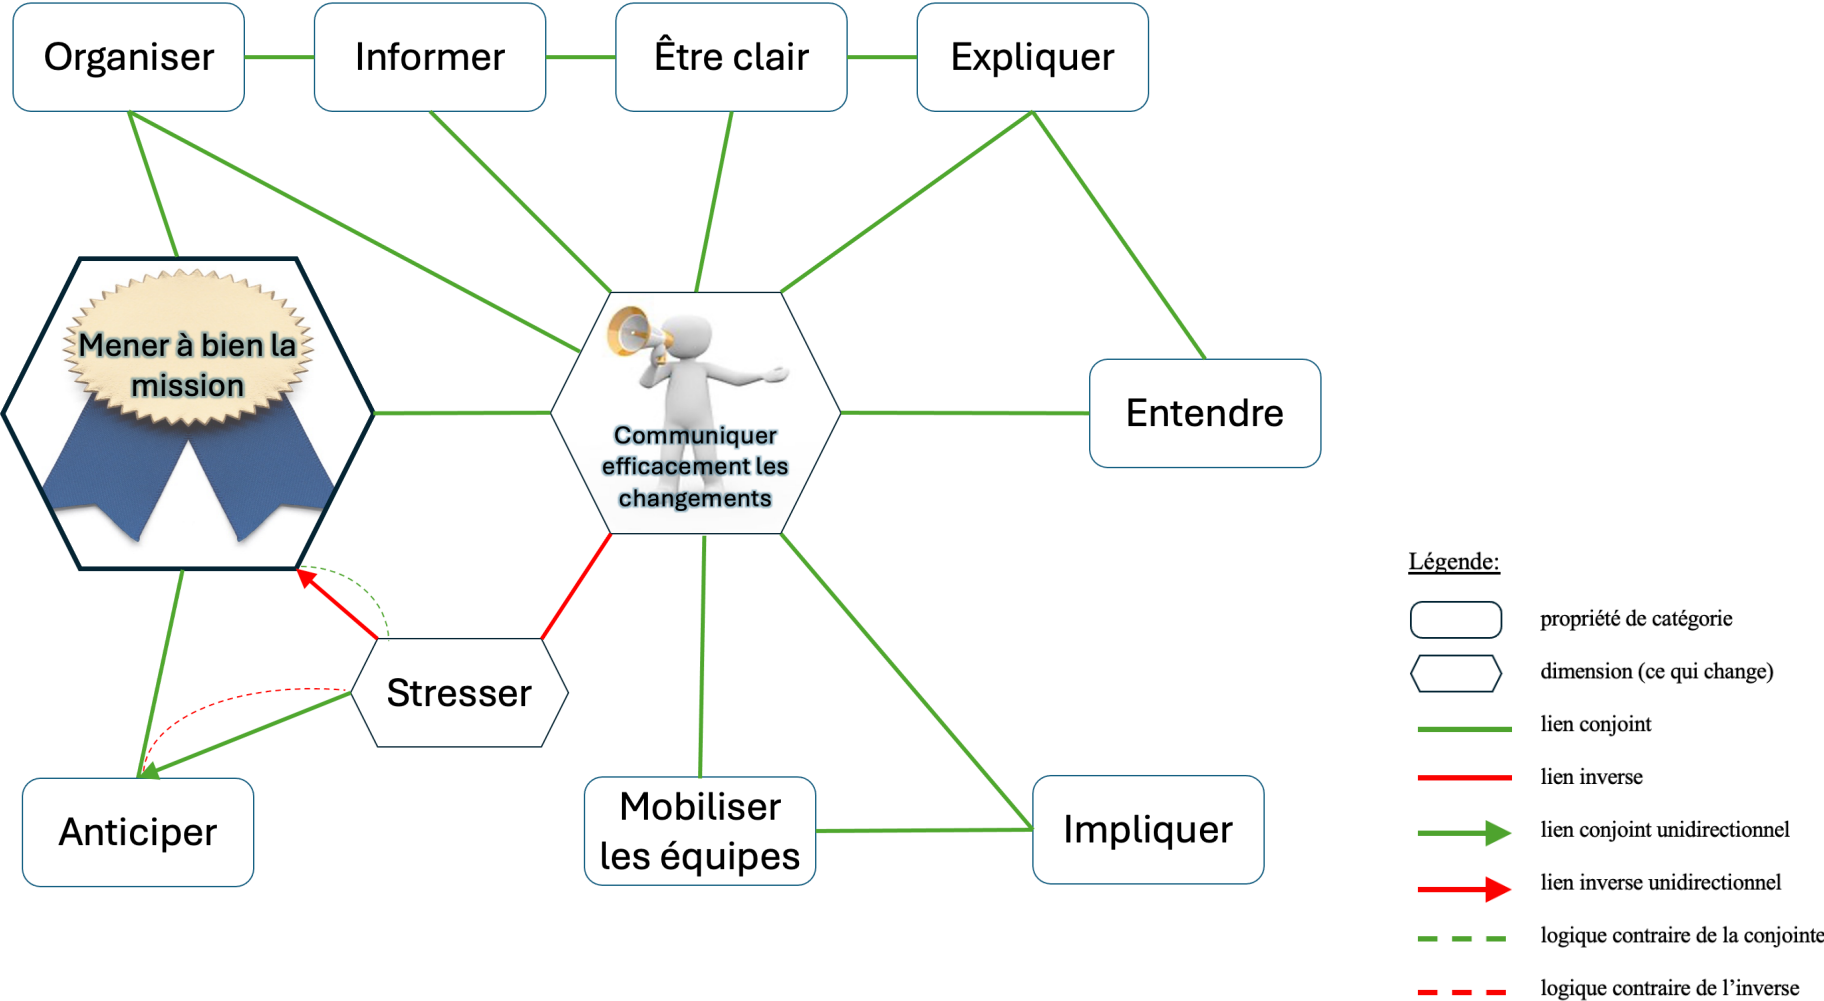 Organiser
Informer
Être clair
Expliquer
Mener à bien la
mission
Communiquer
efficacement les
changements
Entendre
Stresser
Anticiper
Mobiliser
les équipes
Impliquer
Légende:
propriété de catégorie
dimension (ce qui change)
lien conjoint
lien inverse
lien conjoint unidirectionnel
lien inverse unidirectionnel
logique contraire de la conjointe
logique contraire de l’inverse